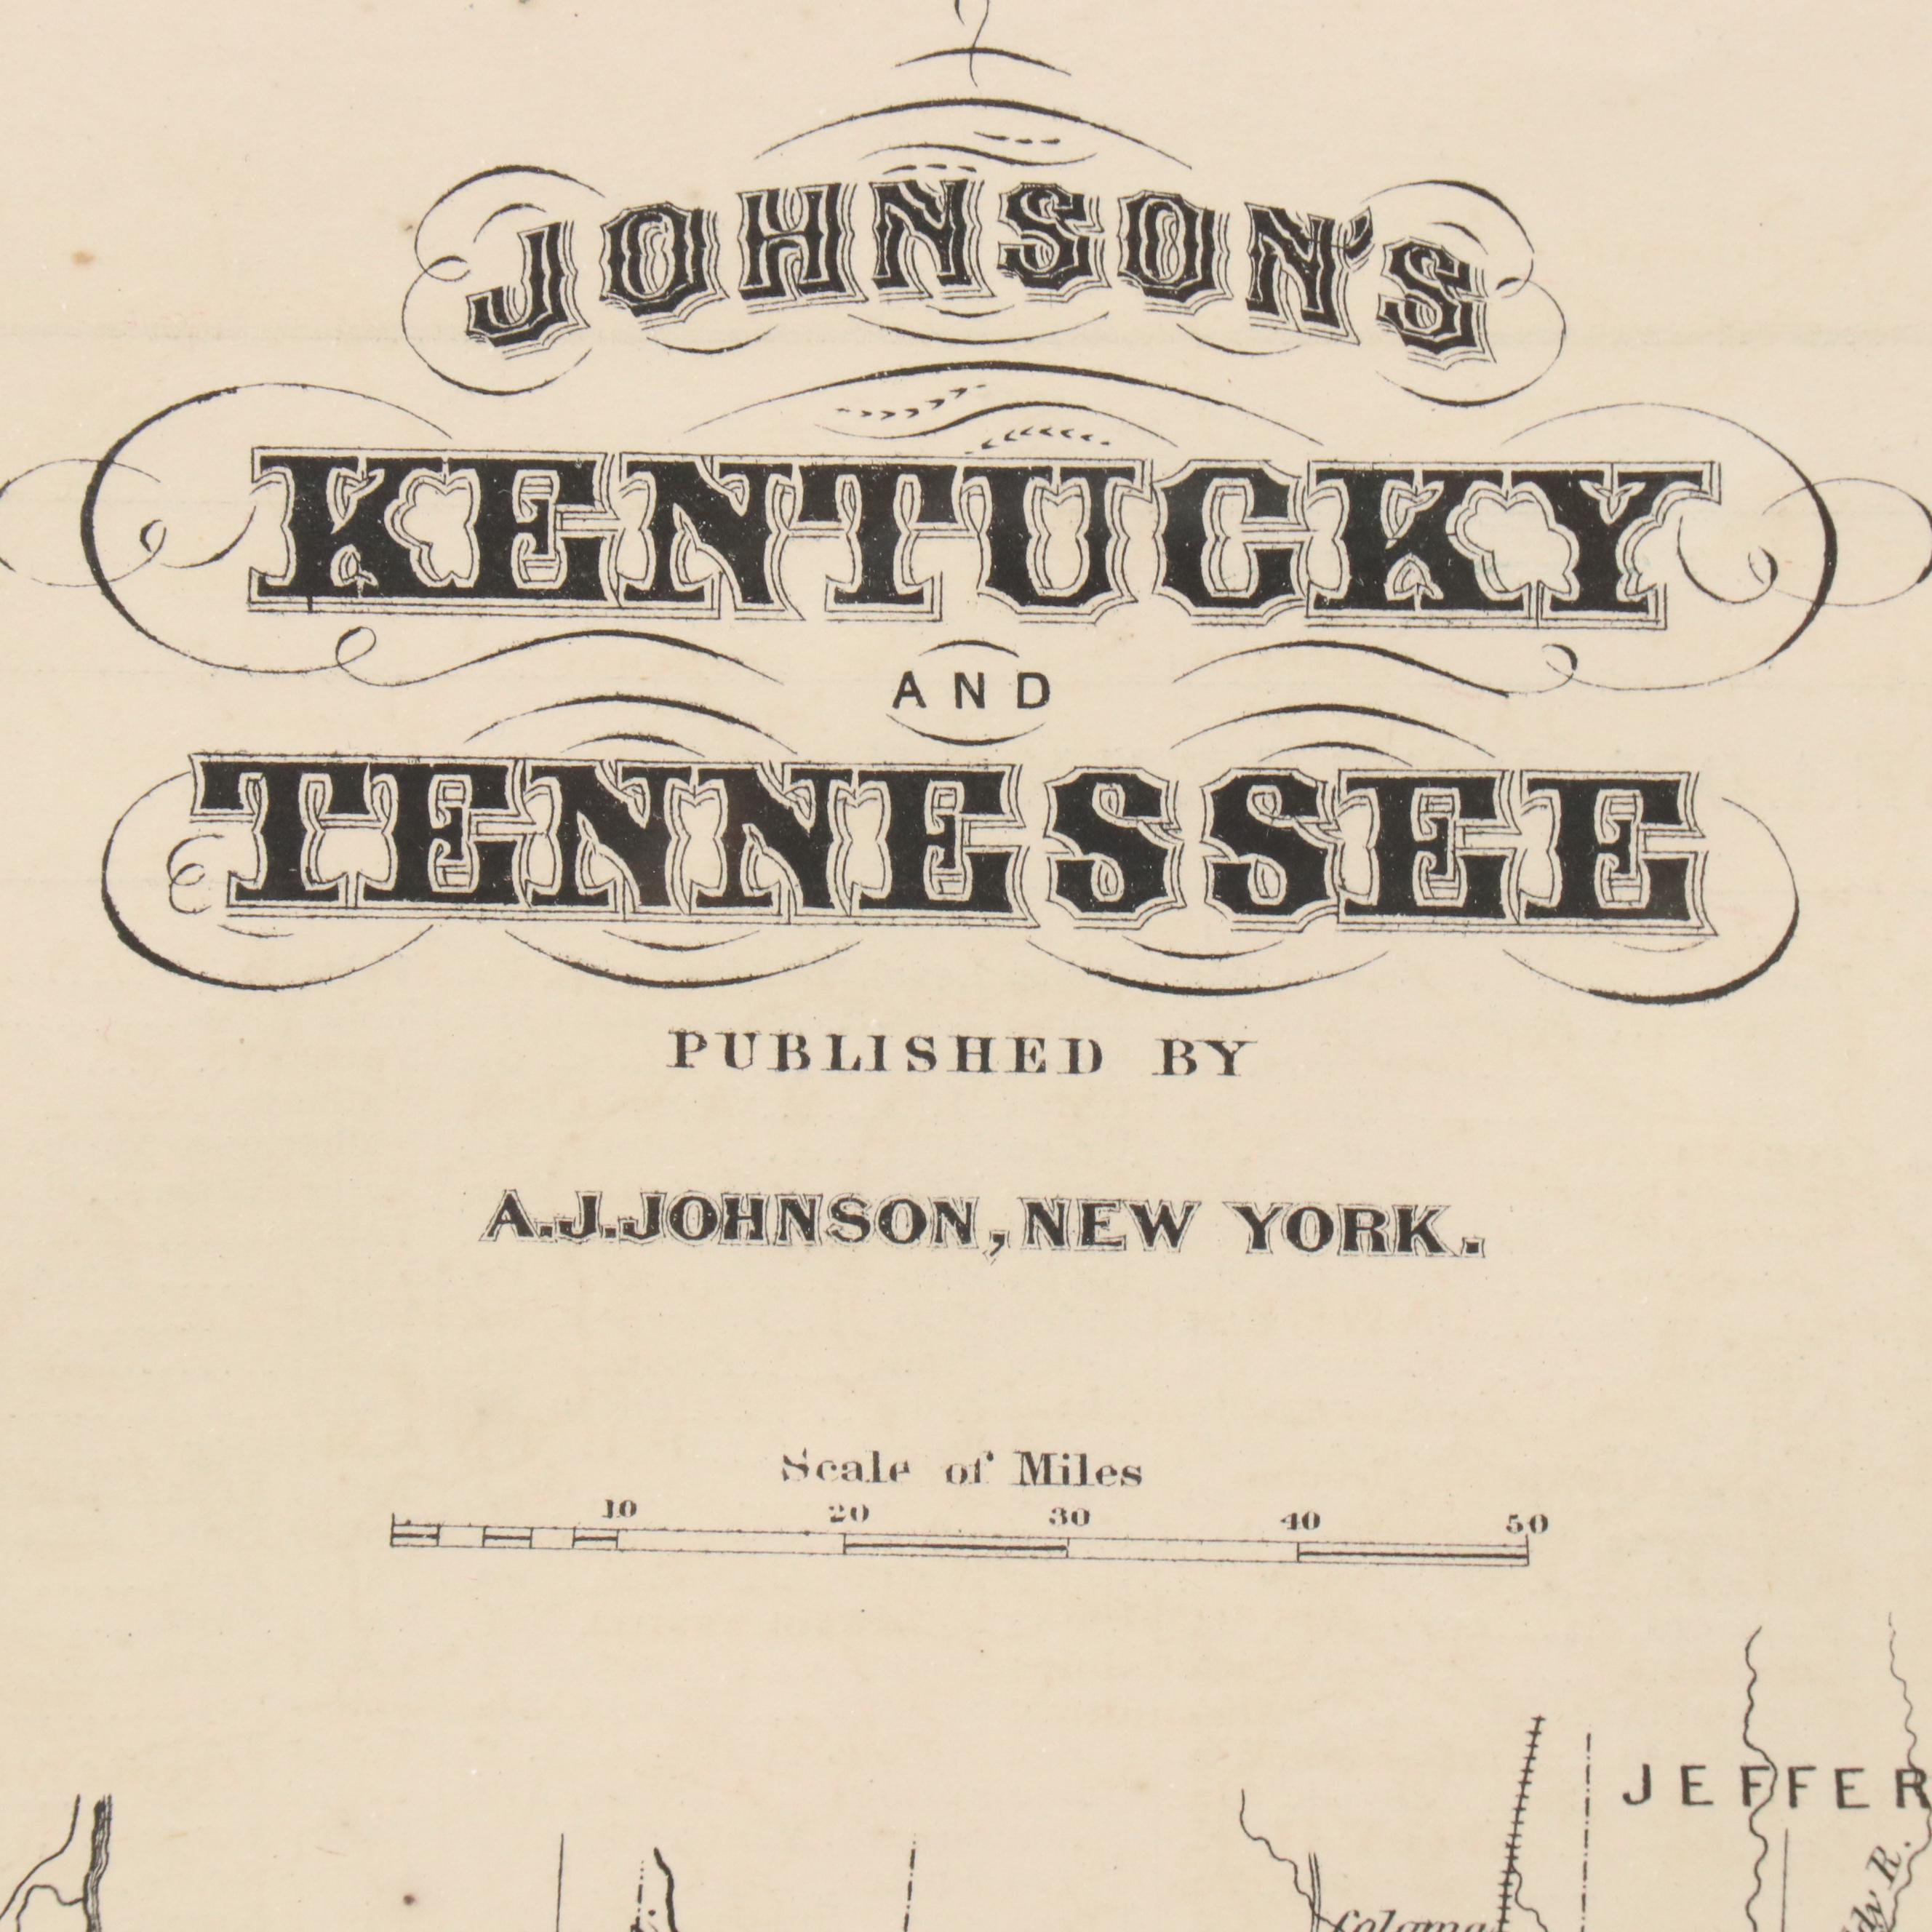 JOHNSON'S
KENTUCKY
AND
TENNESSEE
PUBLISHED BY
A.J. JOHNSON, NEW YORK.
Scale of Miles
10 20 30 40 50
JEFFER
R.